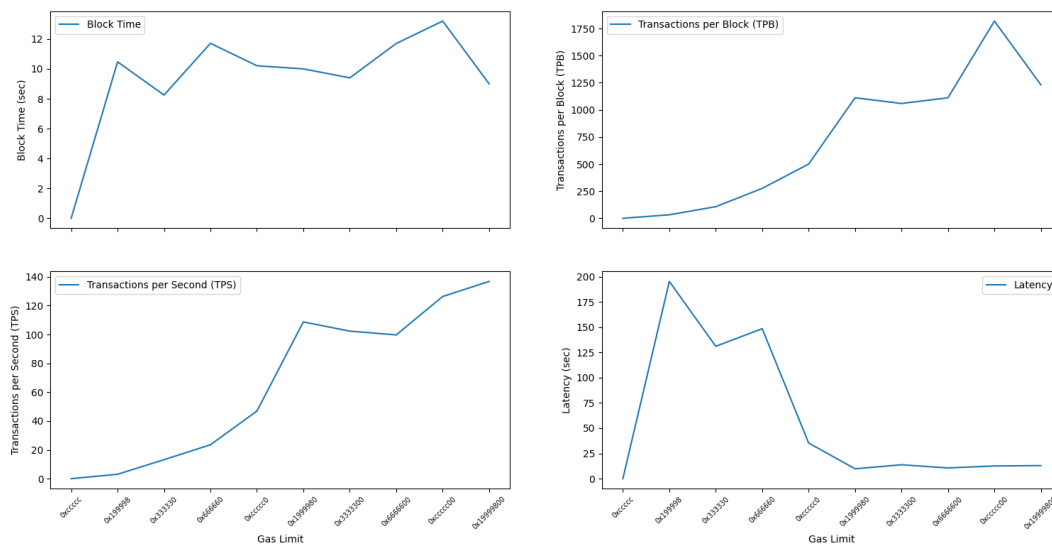 Block Time
Block Time (sec)
12
10
8
6
4
2
0
Transactions per Block (TPB)
Transactions per Block (TPB)
1750
1500
1250
1000
750
500
250
0
Transactions per Second (TPS)
Transactions per Second (TPS)
140
120
100
80
60
40
20
0
0xccccc
0x199998
0x333330
0x666660
0xcccccc0
0x1999980
0x3333300
0x6666600
0xcccccc00
0x19999800
Gas Limit
Latency
Latency (sec)
200
175
150
125
100
75
50
25
0
0xccccc
0x199998
0x333330
0x666660
0xcccccc0
0x1999980
0x3333300
0x6666600
0xcccccc00
0x19999800
Gas Limit